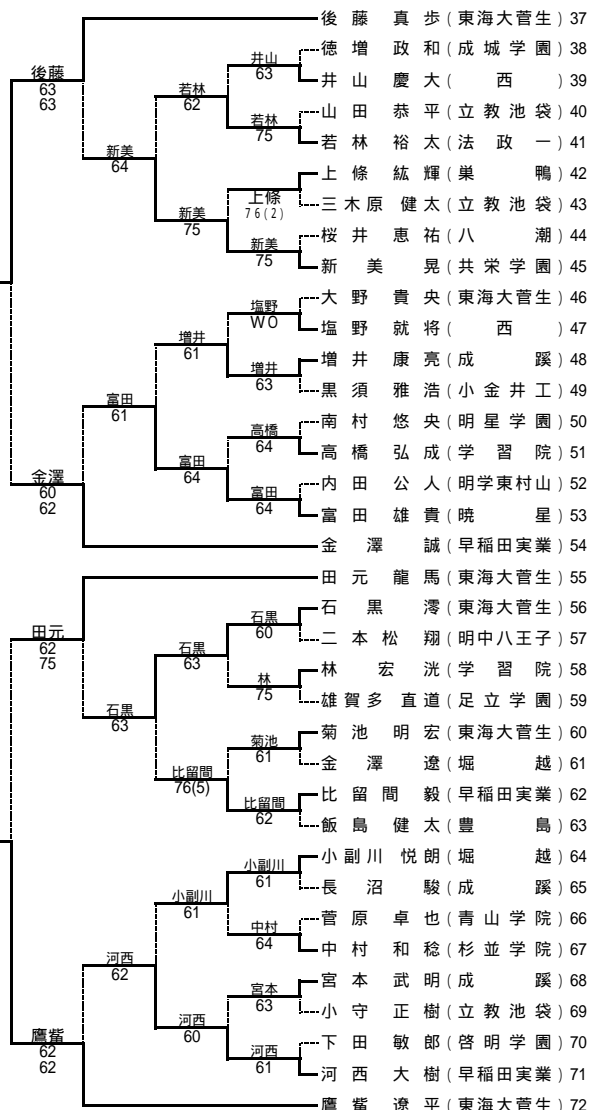 後藤 真歩 (東海大菅生) 37
徳増 政和 (成城学園) 38
井山
63
井山 慶大 (西) 39
後藤
63
63
若林
62
山田 恭平 (立教池袋) 40
若林
75
若林 裕太 (法政一) 41
新美
64
上條 紘輝 (巣鴨) 42
上條
76(2)
三木原 健太 (立教池袋) 43
新美
75
桜井 恵祐 (八潮) 44
新美
75
新美 晃 (共栄学園) 45
大野 貴央 (東海大菅生) 46
塩野
WO
塩野 就将 (西) 47
増井
61
増井 康亮 (成蹊) 48
増井
63
黒須 雅浩 (小金井工) 49
富田
61
南村 悠央 (明星学園) 50
高橋
64
高橋 弘成 (学習院) 51
富田
64
内田 公人 (明学東村山) 52
富田
64
富田 雄貴 (暁星) 53
金澤
60
62
金澤 誠 (早稲田実業) 54
田元 龍馬 (東海大菅生) 55
石黒 澪 (東海大菅生) 56
石黒
60
二本松 翔 (明中八王子) 57
田元
62
75
石黒
63
林 宏洸 (学習院) 58
林
75
雄賀多 直道 (足立学園) 59
石黒
63
菊池 明宏 (東海大菅生) 60
菊池
61
金澤 遼 (堀越) 61
比留間
76(5)
比留間 毅 (早稲田実業) 62
比留間
62
飯島 健太 (豊島) 63
小副川 悦朗 (堀越) 64
小副川
61
長沼 駿 (成蹊) 65
小副川
61
菅原 卓也 (青山学院) 66
中村
64
中村 和稔 (杉並学院) 67
河西
62
宮本 武明 (成蹊) 68
宮本
63
小守 正樹 (立教池袋) 69
河西
60
下田 敏郎 (啓明学園) 70
河西
61
河西 大樹 (早稲田実業) 71
鷹觜
62
62
鷹觜 遼平 (東海大菅生) 72